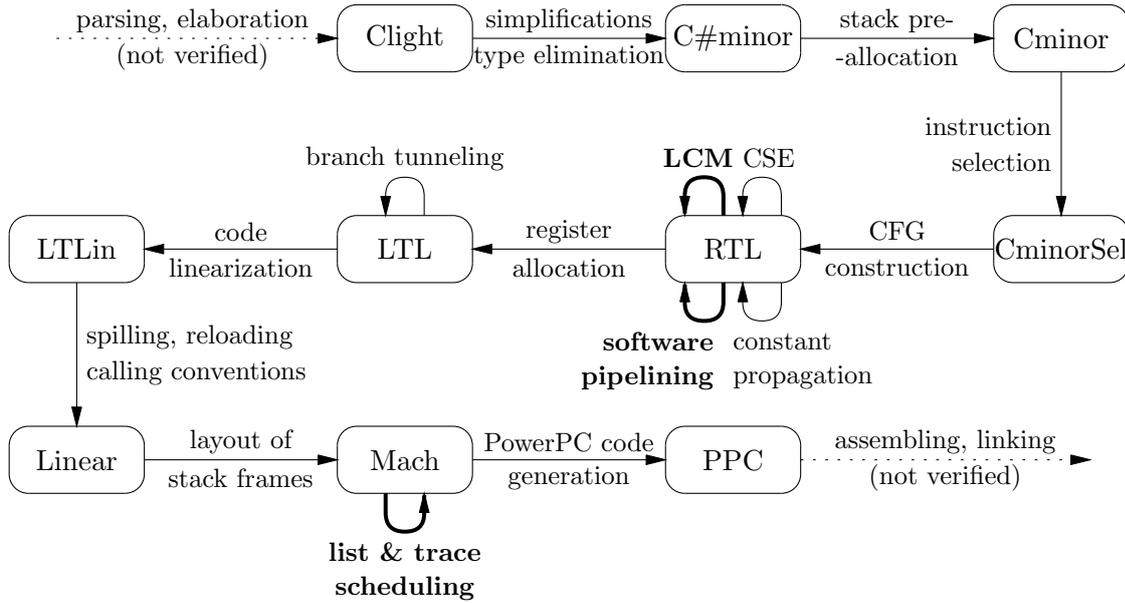 parsing, elaboration
(not verified)
Clight
simplifications
type elimination
C#minor
stack pre-
-allocation
Cminor
instruction
selection
branch tunneling
LCM CSE
LTLin
code
linearization
LTL
register
allocation
RTL
CFG
construction
CminorSel
spilling, reloading
calling conventions
software
pipelining
constant
propagation
Linear
layout of
stack frames
Mach
PowerPC code
generation
PPC
assembling, linking
(not verified)
list & trace
scheduling